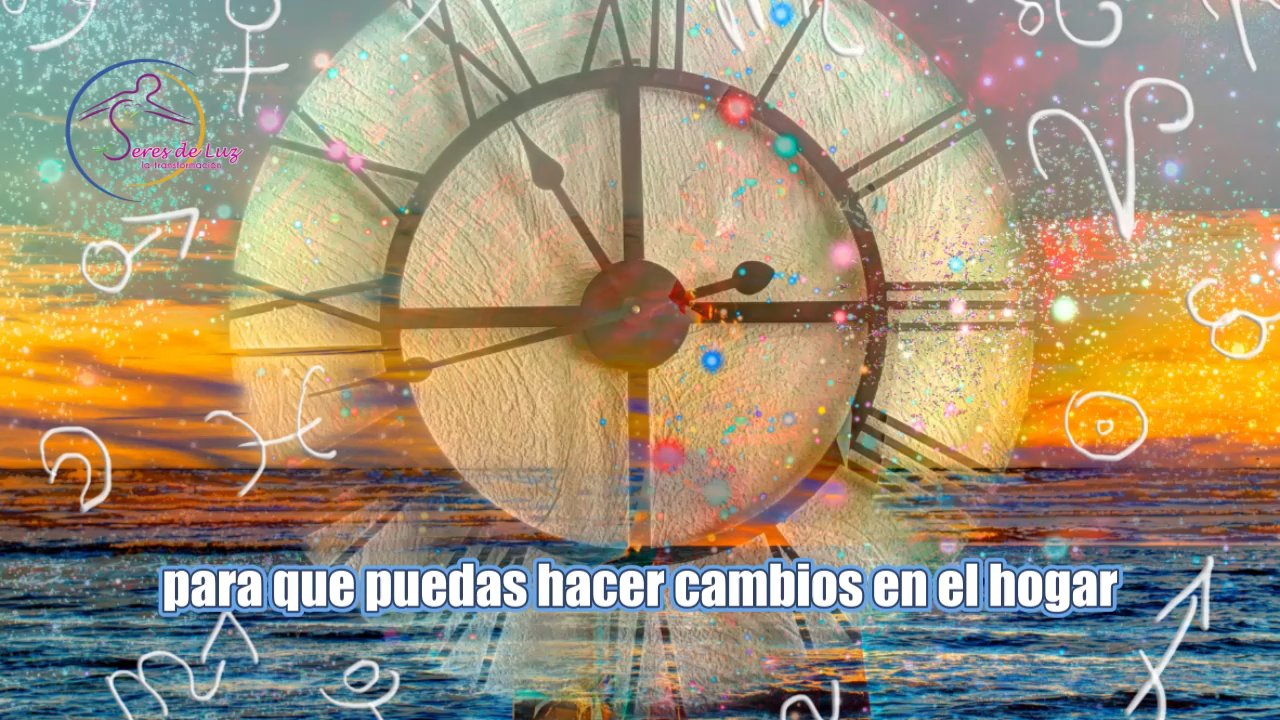 Seres de Luz
la transformación
para que puedas hacer cambios en el hogar